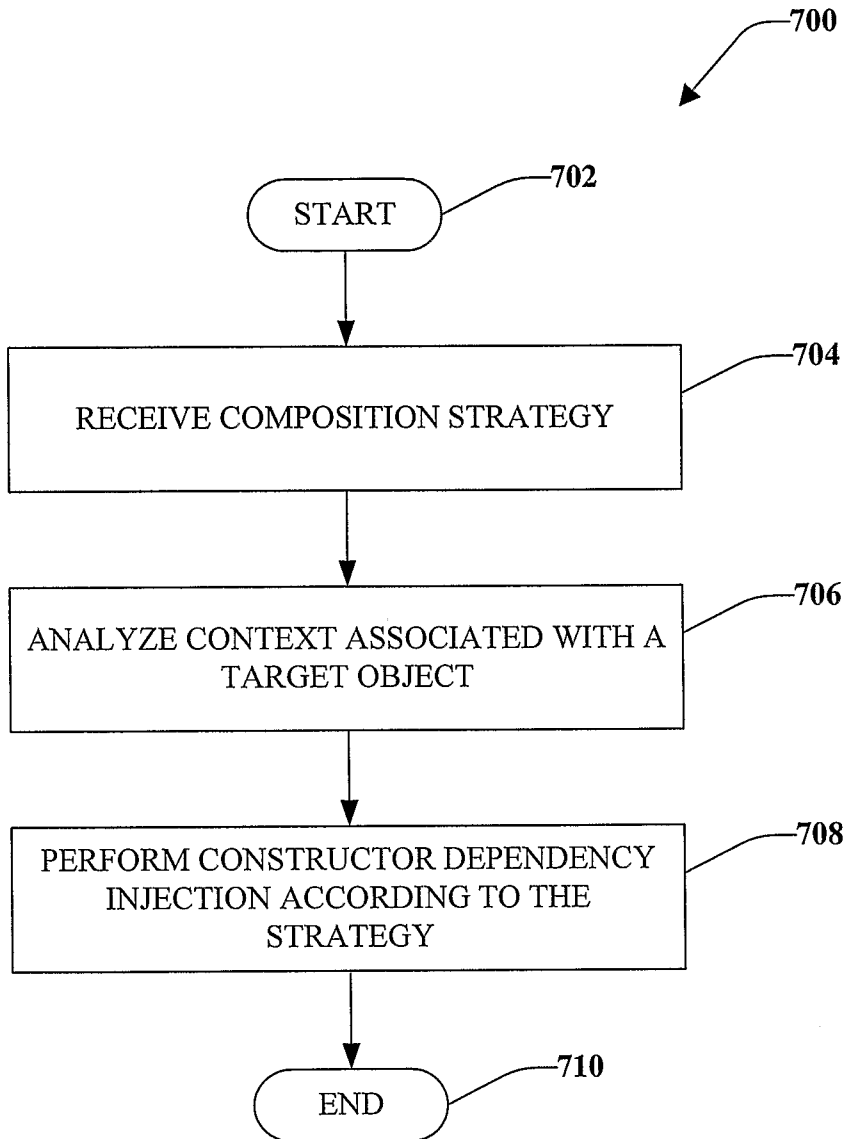 700
702
START
704
RECEIVE COMPOSITION STRATEGY
706
ANALYZE CONTEXT ASSOCIATED WITH A
TARGET OBJECT
708
PERFORM CONSTRUCTOR DEPENDENCY
INJECTION ACCORDING TO THE
STRATEGY
710
END